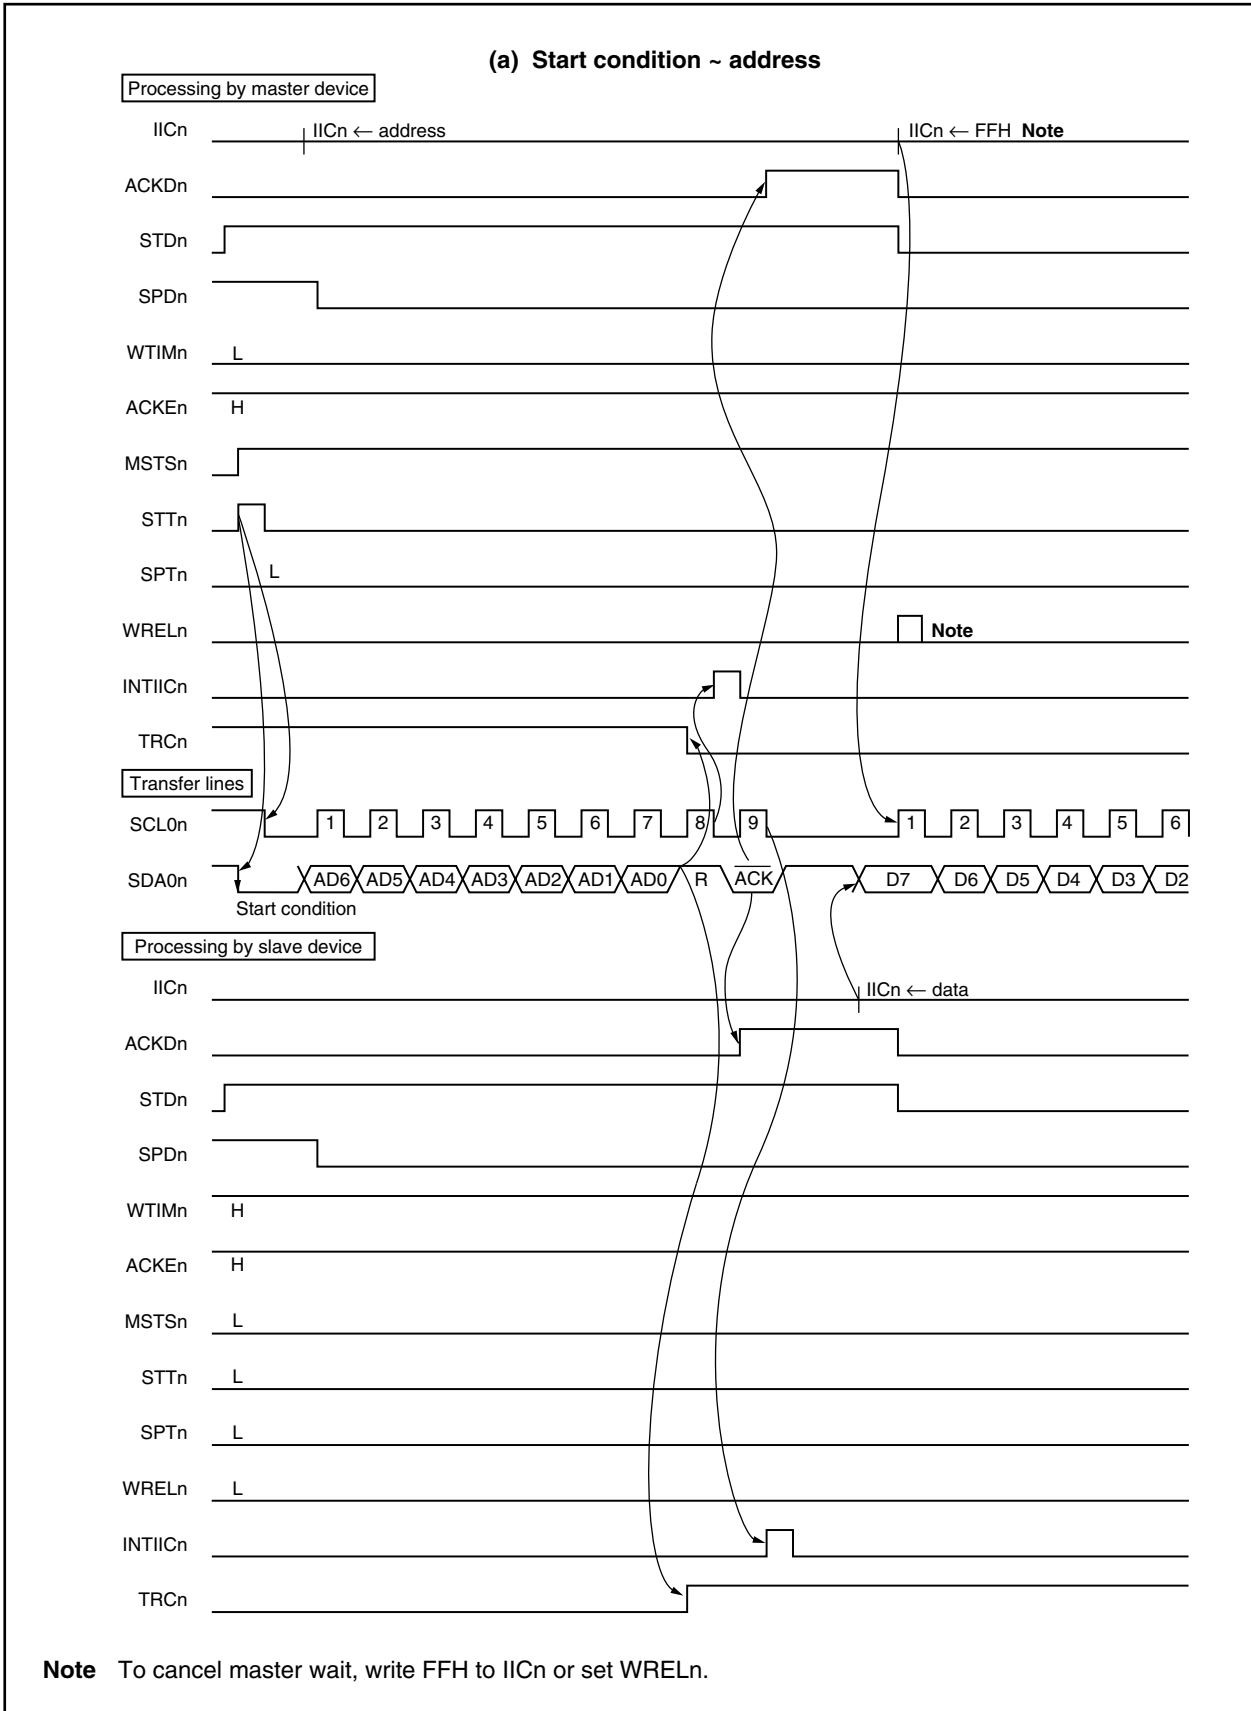 (a) Start condition ~ address
Processing by master device
IICn IICn ← address IICn ← FFH Note
ACKDn
STDn
SPDn
WTIMn L
ACKEn H
MSTSn
STTn
SPTn L
WRELn Note
INTIICn
TRCn
Transfer lines
SCL0n 1 2 3 4 5 6 7 8 9 1 2 3 4 5 6
SDA0n AD6 AD5 AD4 AD3 AD2 AD1 AD0 R ACK D7 D6 D5 D4 D3 D2
Start condition
Processing by slave device
IICn IICn ← data
ACKDn
STDn
SPDn
WTIMn H
ACKEn H
MSTSn L
STTn L
SPTn L
WRELn L
INTIICn
TRCn
Note To cancel master wait, write FFH to IICn or set WRELn.